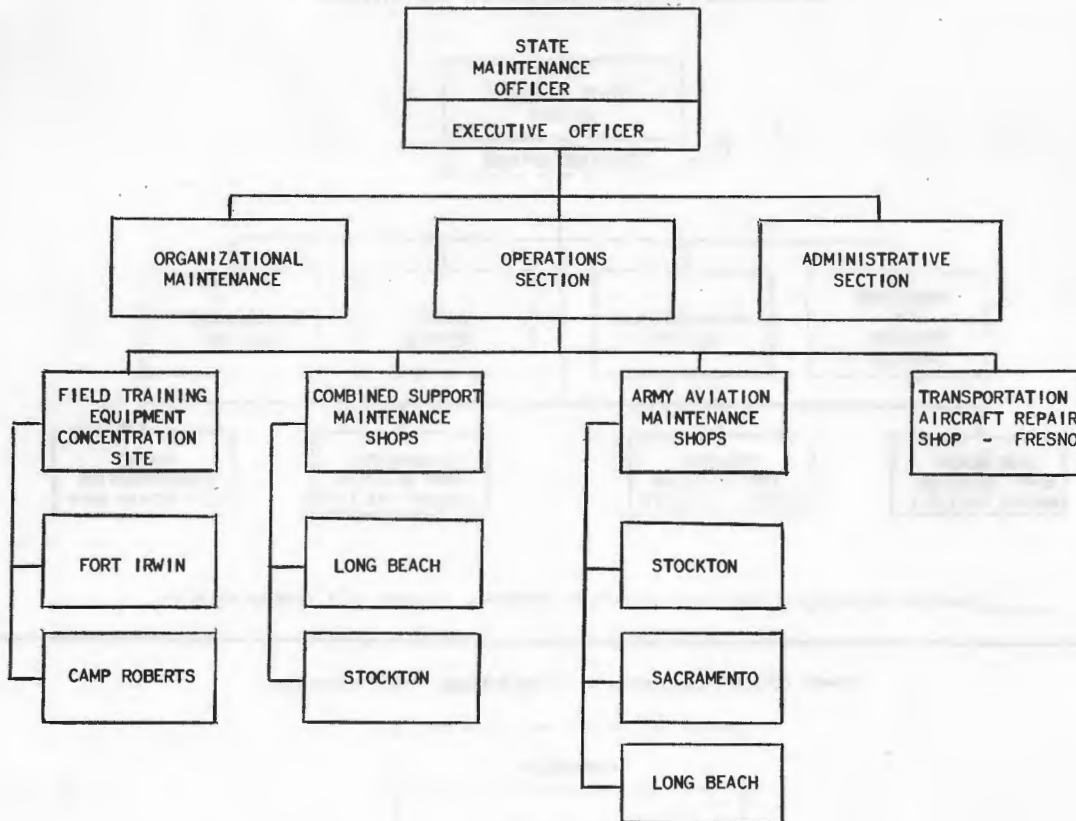 STATE
MAINTENANCE
OFFICER
EXECUTIVE OFFICER
ORGANIZATIONAL
MAINTENANCE
OPERATIONS
SECTION
ADMINISTRATIVE
SECTION
FIELD TRAINING
EQUIPMENT
CONCENTRATION
SITE
COMBINED SUPPORT
MAINTENANCE
SHOPS
ARMY AVIATION
MAINTENANCE
SHOPS
TRANSPORTATION
AIRCRAFT REPAIR
SHOP - FRESNO
FORT IRWIN
LONG BEACH
STOCKTON
CAMP ROBERTS
STOCKTON
SACRAMENTO
LONG BEACH